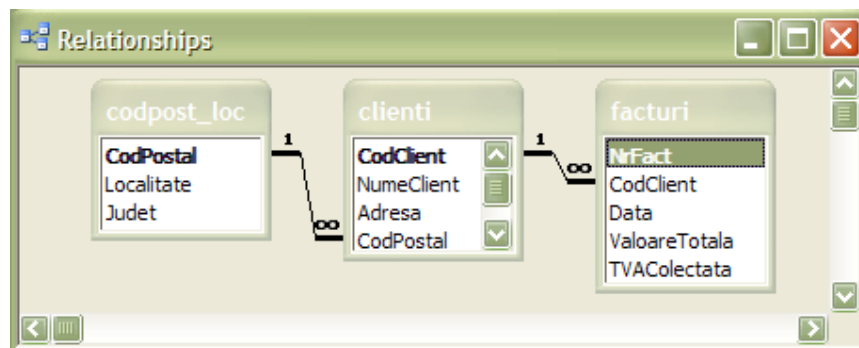 Relationships
codpost_loc
CodPostal
Localitate
Judet
1
∞
clienti
CodClient
NumeClient
Adresa
CodPostal
1
∞
facturi
NrFact
CodClient
Data
ValoareTotala
TVAColectata